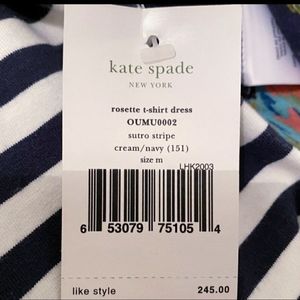 kate spade
NEW YORK
rosette t-shirt dress
OUMU0002
sutro stripe
cream/navy (151)
size m
LHK2003
6 53079 75105 4
like style 245.00